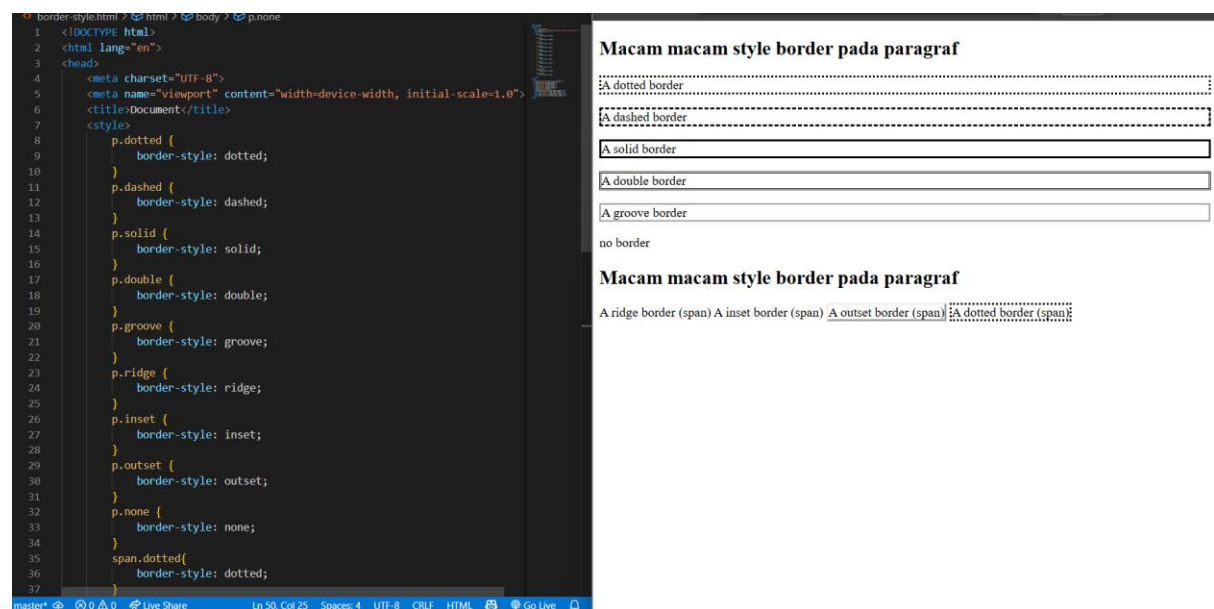 border-style.html > html > body > p.none
1 <!DOCTYPE html>
2 <html lang="en">
3 <head>
4 <meta charset="UTF-8">
5 <meta name="viewport" content="width=device-width, initial-scale=1.0">
6 <title>Document</title>
7 <style>
8 p.dotted {
9 border-style: dotted;
10 }
11 p.dashed {
12 border-style: dashed;
13 }
14 p.solid {
15 border-style: solid;
16 }
17 p.double {
18 border-style: double;
19 }
20 p.groove {
21 border-style: groove;
22 }
23 p.ridge {
24 border-style: ridge;
25 }
26 p.inset {
27 border-style: inset;
28 }
29 p.outset {
30 border-style: outset;
31 }
32 p.none {
33 border-style: none;
34 }
35 span.dotted{
36 border-style: dotted;
37 }
master* 0 0 Live Share Ln 50, Col 25 Spaces: 4 UTF-8 CRLF HTML Go Live
Macam macam style border pada paragraf
A dotted border
A dashed border
A solid border
A double border
A groove border
no border
Macam macam style border pada paragraf
A ridge border (span) A inset border (span) A outset border (span) A dotted border (span)